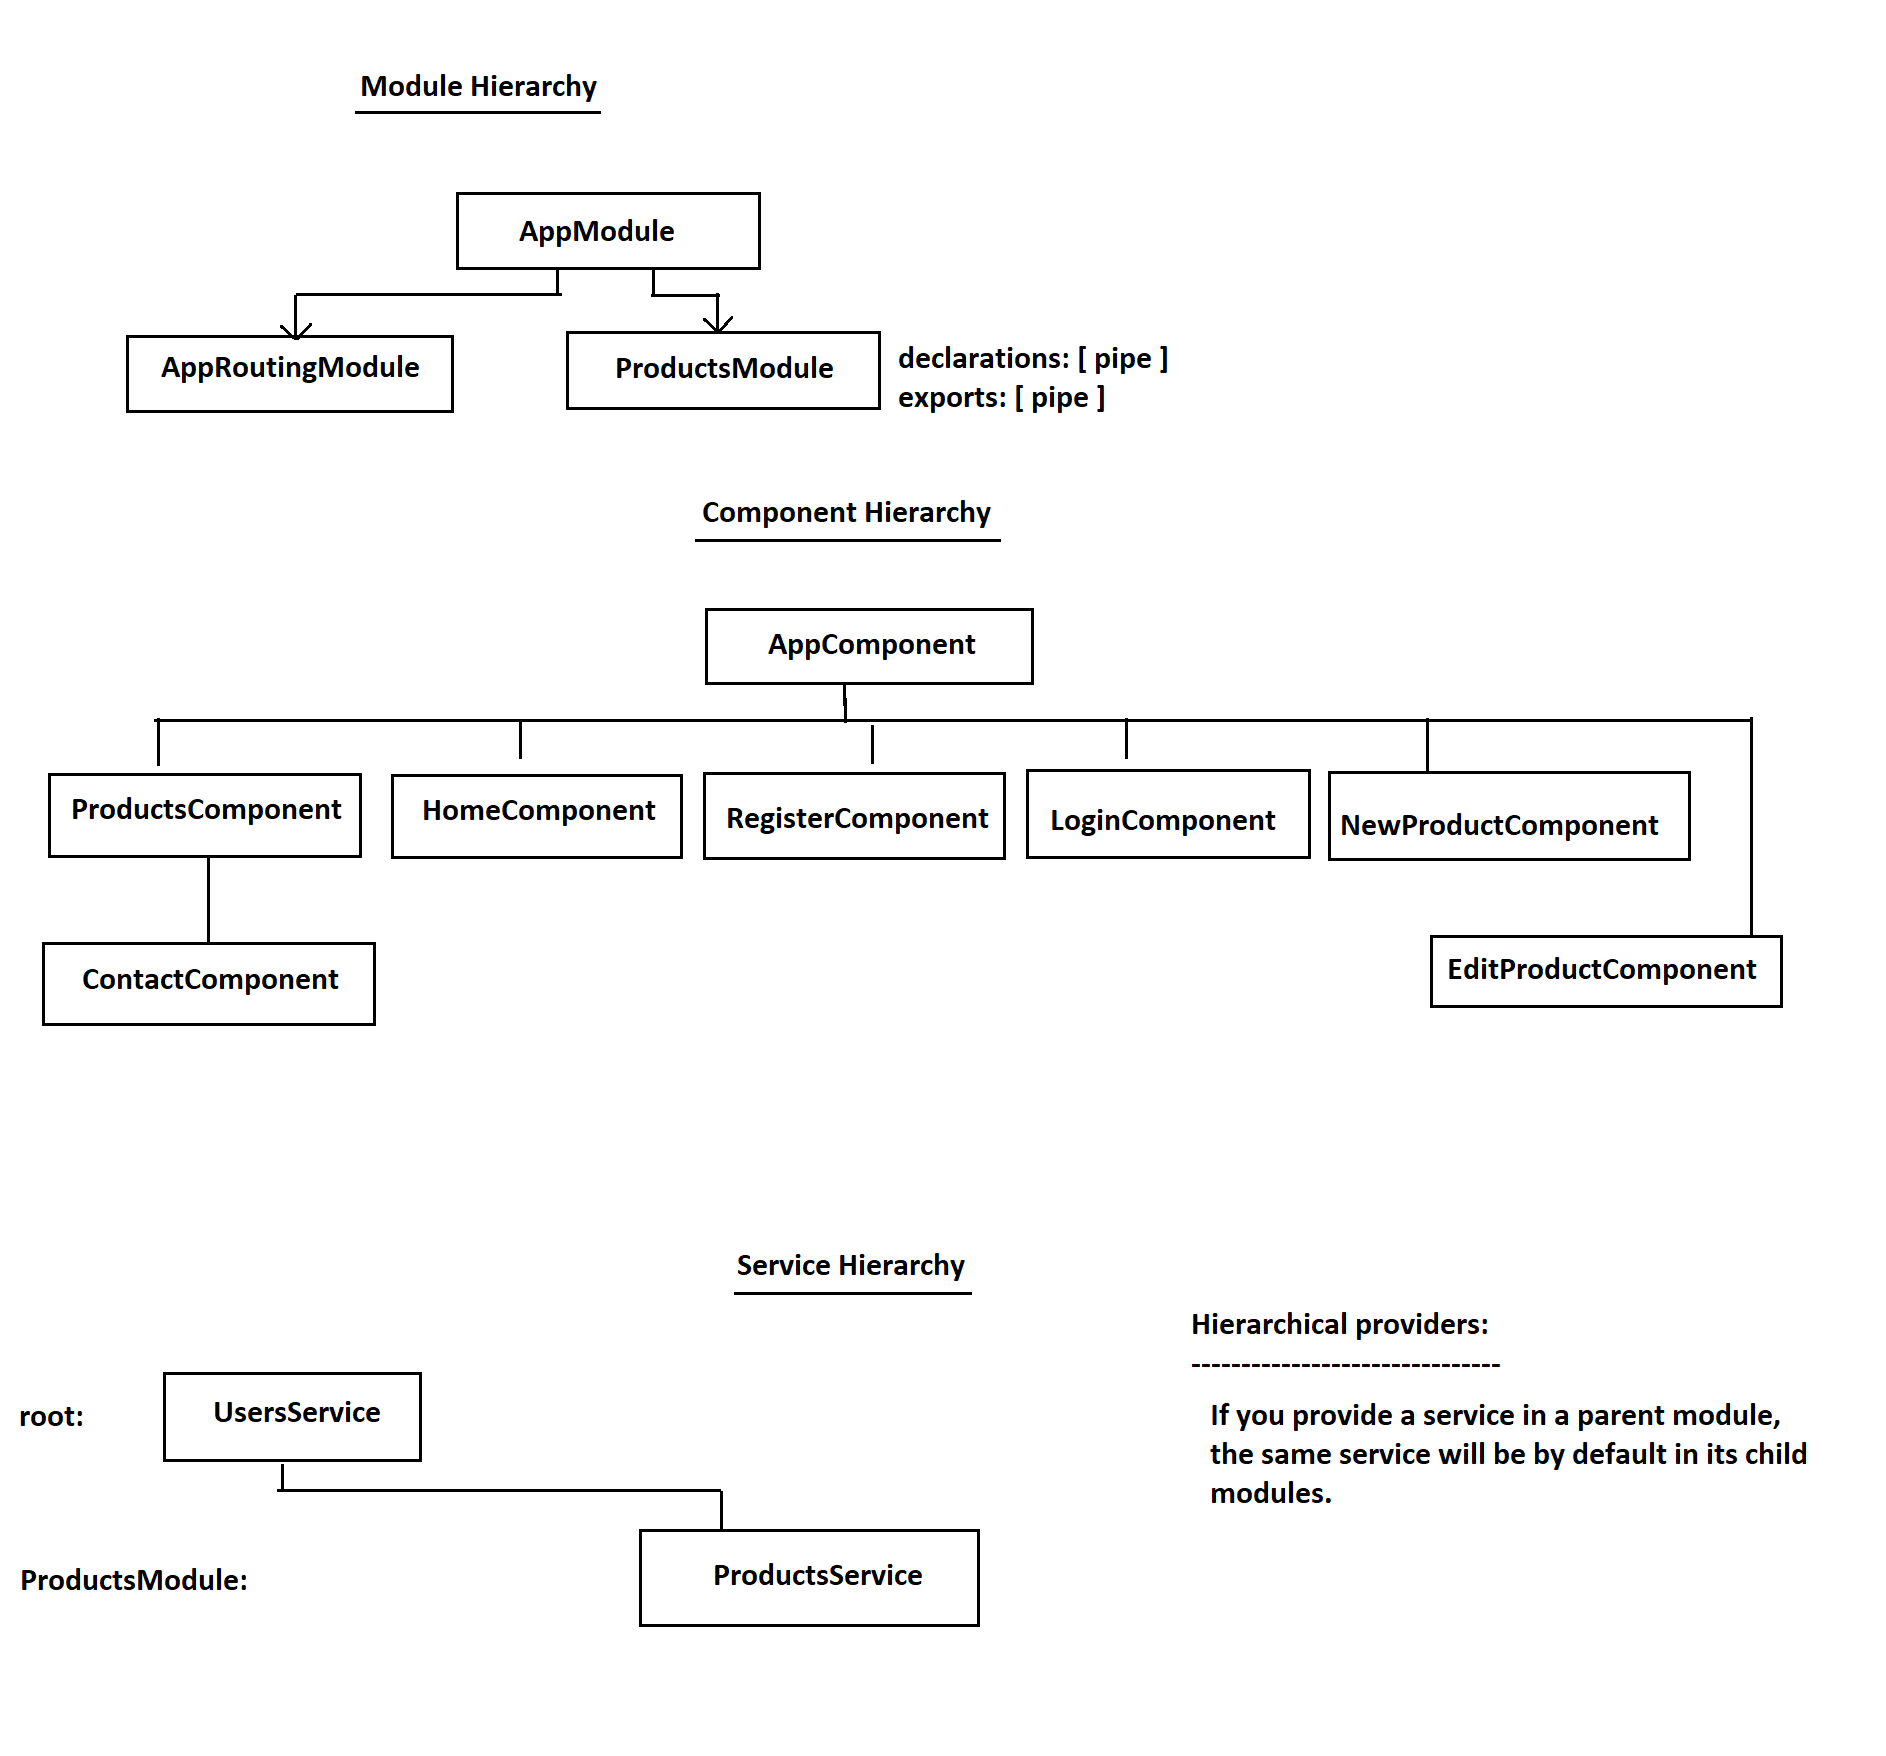 Module Hierarchy
AppModule
AppRoutingModule
ProductsModule
declarations: [ pipe ]
exports: [ pipe ]
Component Hierarchy
AppComponent
ProductsComponent
HomeComponent
RegisterComponent
LoginComponent
NewProductComponent
ContactComponent
EditProductComponent
Service Hierarchy
Hierarchical providers:
-------------------------------
If you provide a service in a parent module,
the same service will be by default in its child
modules.
root:
UsersService
ProductsModule:
ProductsService